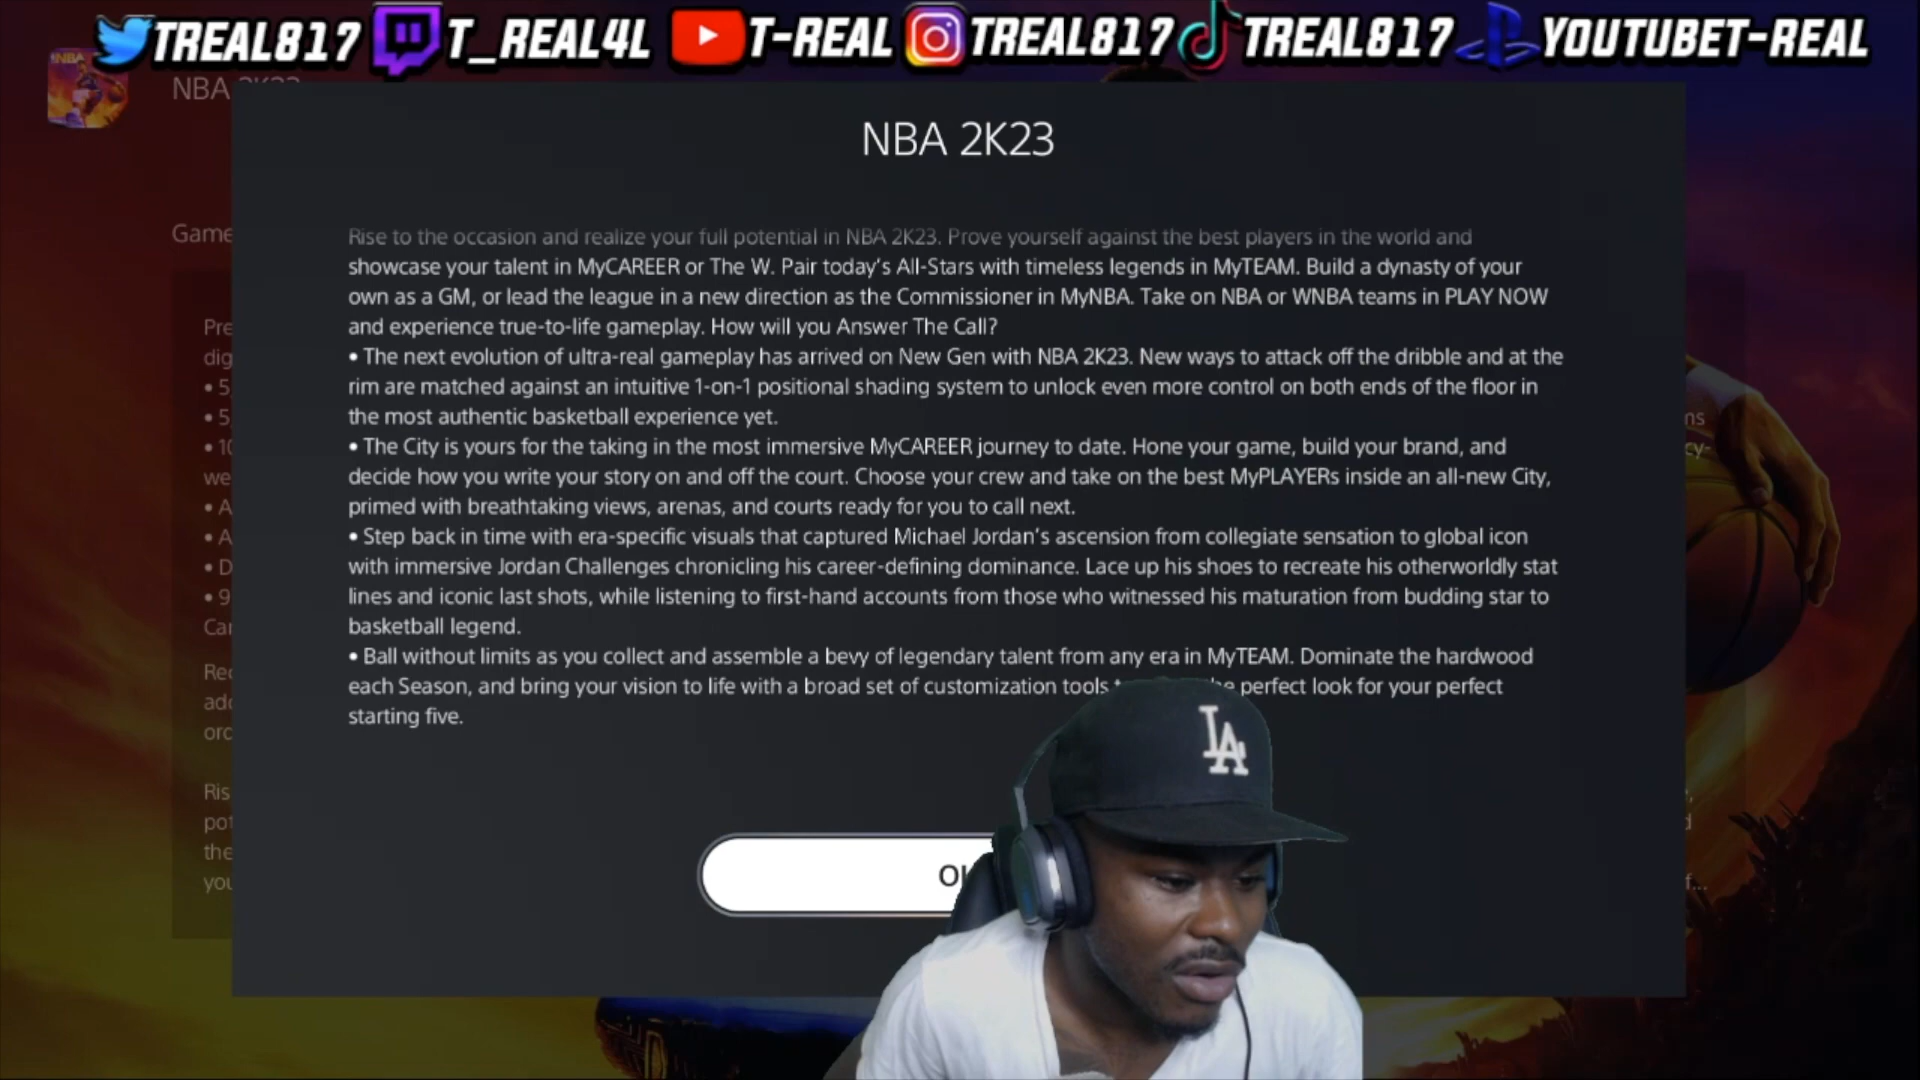 TREAL817 T_REAL4L T-REAL TREAL817 TREAL817 YOUTUBET-REAL
NBA 2K23
NBA 2K23
Game
Rise to the occasion and realize your full potential in NBA 2K23. Prove yourself against the best players in the world and
showcase your talent in MyCAREER or The W. Pair today's All-Stars with timeless legends in MyTEAM. Build a dynasty of your
own as a GM, or lead the league in a new direction as the Commissioner in MyNBA. Take on NBA or WNBA teams in PLAY NOW
and experience true-to-life gameplay. How will you Answer The Call?
• The next evolution of ultra-real gameplay has arrived on New Gen with NBA 2K23. New ways to attack off the dribble and at the
rim are matched against an intuitive 1-on-1 positional shading system to unlock even more control on both ends of the floor in
the most authentic basketball experience yet.
• The City is yours for the taking in the most immersive MyCAREER journey to date. Hone your game, build your brand, and
decide how you write your story on and off the court. Choose your crew and take on the best MyPLAYERs inside an all-new City,
primed with breathtaking views, arenas, and courts ready for you to call next.
• Step back in time with era-specific visuals that captured Michael Jordan's ascension from collegiate sensation to global icon
with immersive Jordan Challenges chronicling his career-defining dominance. Lace up his shoes to recreate his otherworldly stat
lines and iconic last shots, while listening to first-hand accounts from those who witnessed his maturation from budding star to
basketball legend.
• Ball without limits as you collect and assemble a bevy of legendary talent from any era in MyTEAM. Dominate the hardwood
each Season, and bring your vision to life with a broad set of customization tools perfect look for your perfect
starting five.
LA